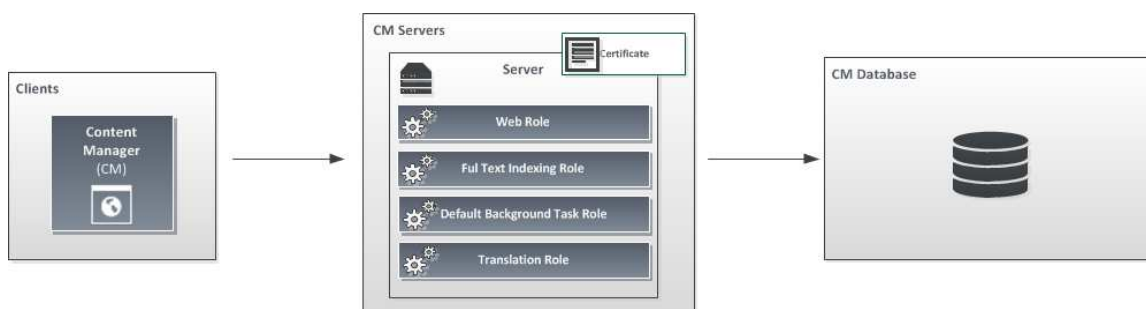 Clients
Content
Manager
(CM)
CM Servers
Certificate
Server
Web Role
Ful Text Indexing Role
Default Background Task Role
Translation Role
CM Database